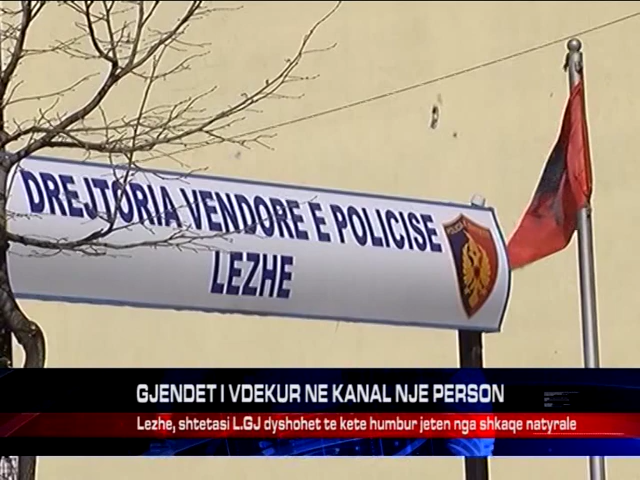 DREJTORIA VENDORE E POLICISE
LEZHE
GJENDET I VDEKUR NE KANAL NJE PERSON
Lezhe, shtetasi L.GJ dyshohet te kete humbur jeten nga shkaqe natyrale